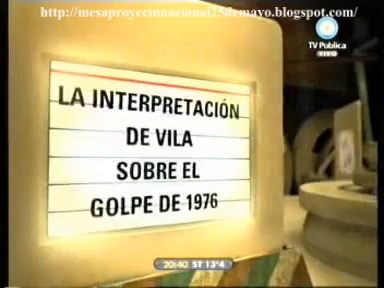 http://mesaproyectonacional25demayo.blogspot.com/
TV Pública
VIVO
LA INTERPRETACIÓN
DE VILA
SOBRE EL
GOLPE DE 1976
20:40 ST 13°4